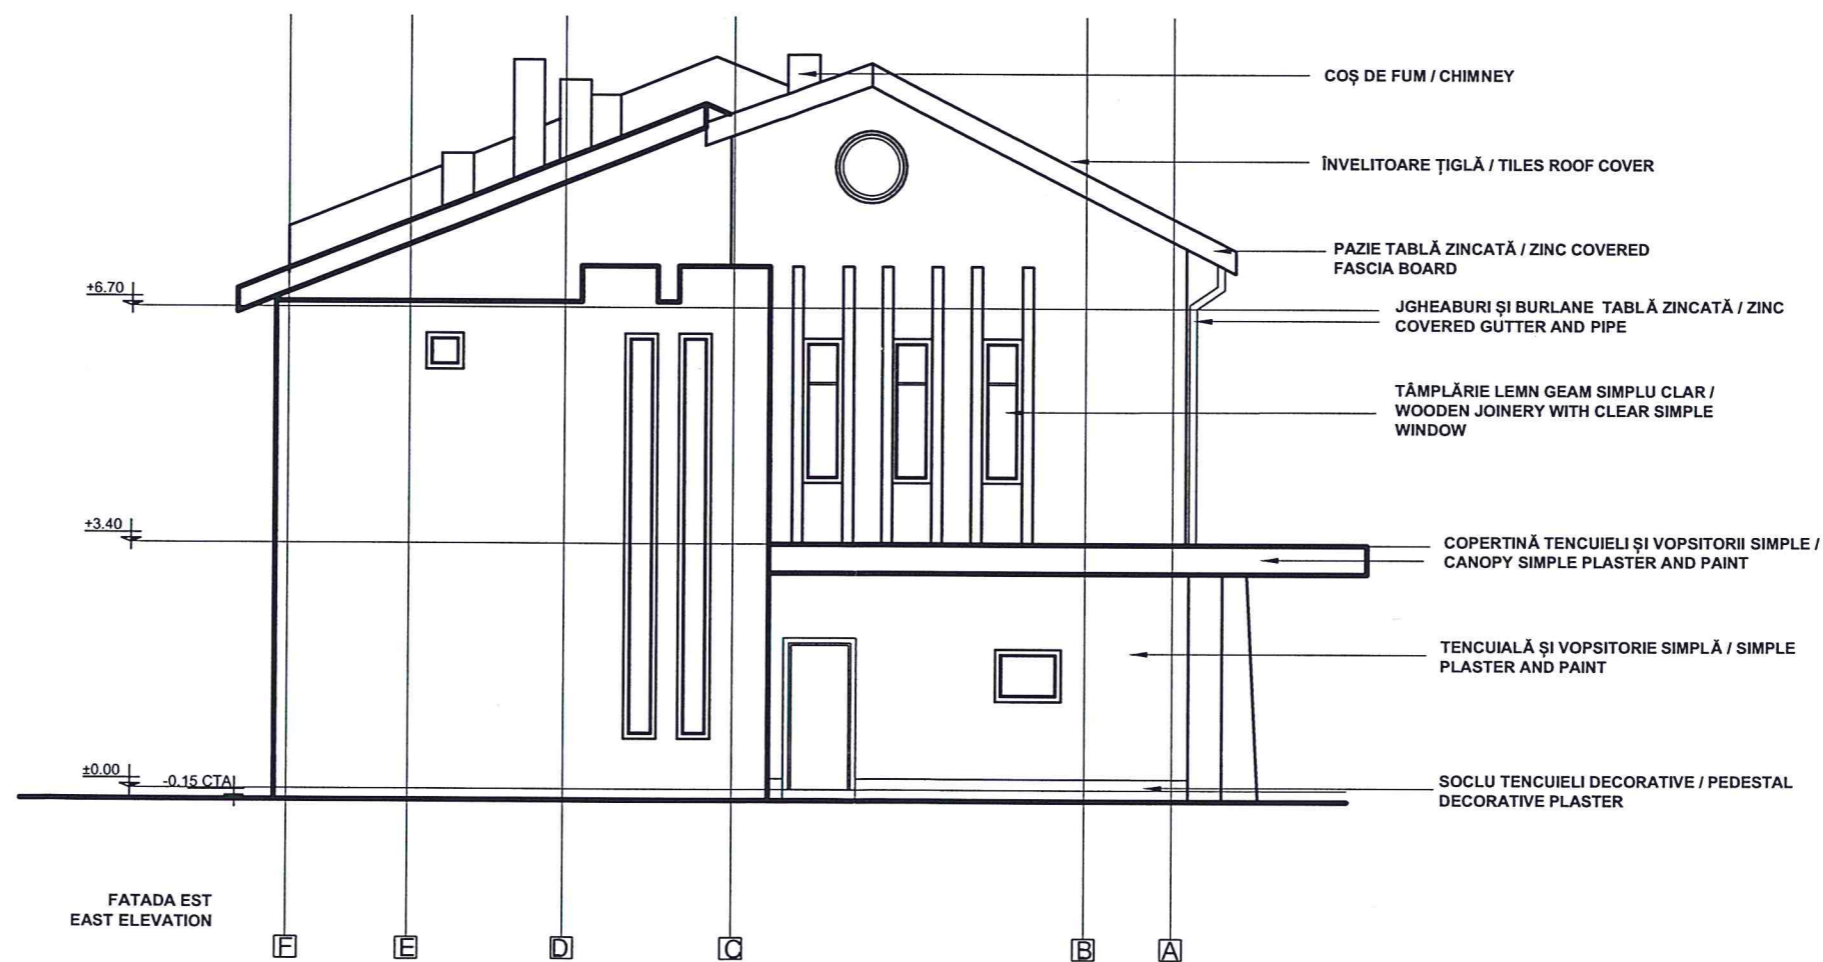 COȘ DE FUM / CHIMNEY
ÎNVELITOARE ȚIGLĂ / TILES ROOF COVER
PAZIE TABLĂ ZINCATĂ / ZINC COVERED
FASCIA BOARD
+6.70
JGHEABURI ȘI BURLANE TABLĂ ZINCATĂ / ZINC
COVERED GUTTER AND PIPE
TÂMPLĂRIE LEMN GEAM SIMPLU CLAR /
WOODEN JOINERY WITH CLEAR SIMPLE
WINDOW
+3.40
COPERTINĂ TENCUIELI ȘI VOPSITORII SIMPLE /
CANOPY SIMPLE PLASTER AND PAINT
TENCUIALĂ ȘI VOPSITORIE SIMPLĂ / SIMPLE
PLASTER AND PAINT
±0.00
-0.15 CTA
SOCLU TENCUIELI DECORATIVE / PEDESTAL
DECORATIVE PLASTER
FATADA EST
EAST ELEVATION
F E D C B A